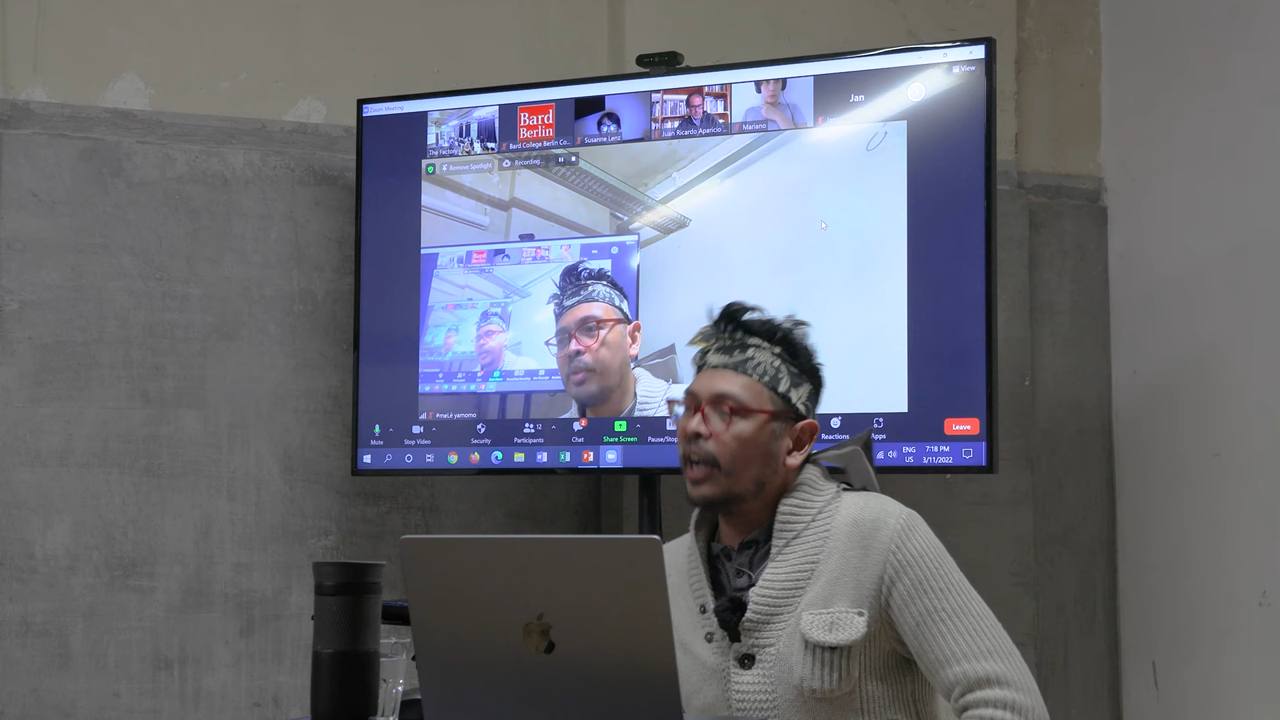 Zoom Meeting
View
Bard
Berlin
Jan
The Factory
Bard College Berlin Co...
Susanne Lenz
Juan Ricardo Aparicio
Mariano
Remove Spotlight
Recording...
#meLê yamomo
12
2
Mute
Stop Video
Security
Participants
Chat
Share Screen
Pause/Stop
Reactions
Apps
Leave
ENG
US
7:18 PM
3/11/2022